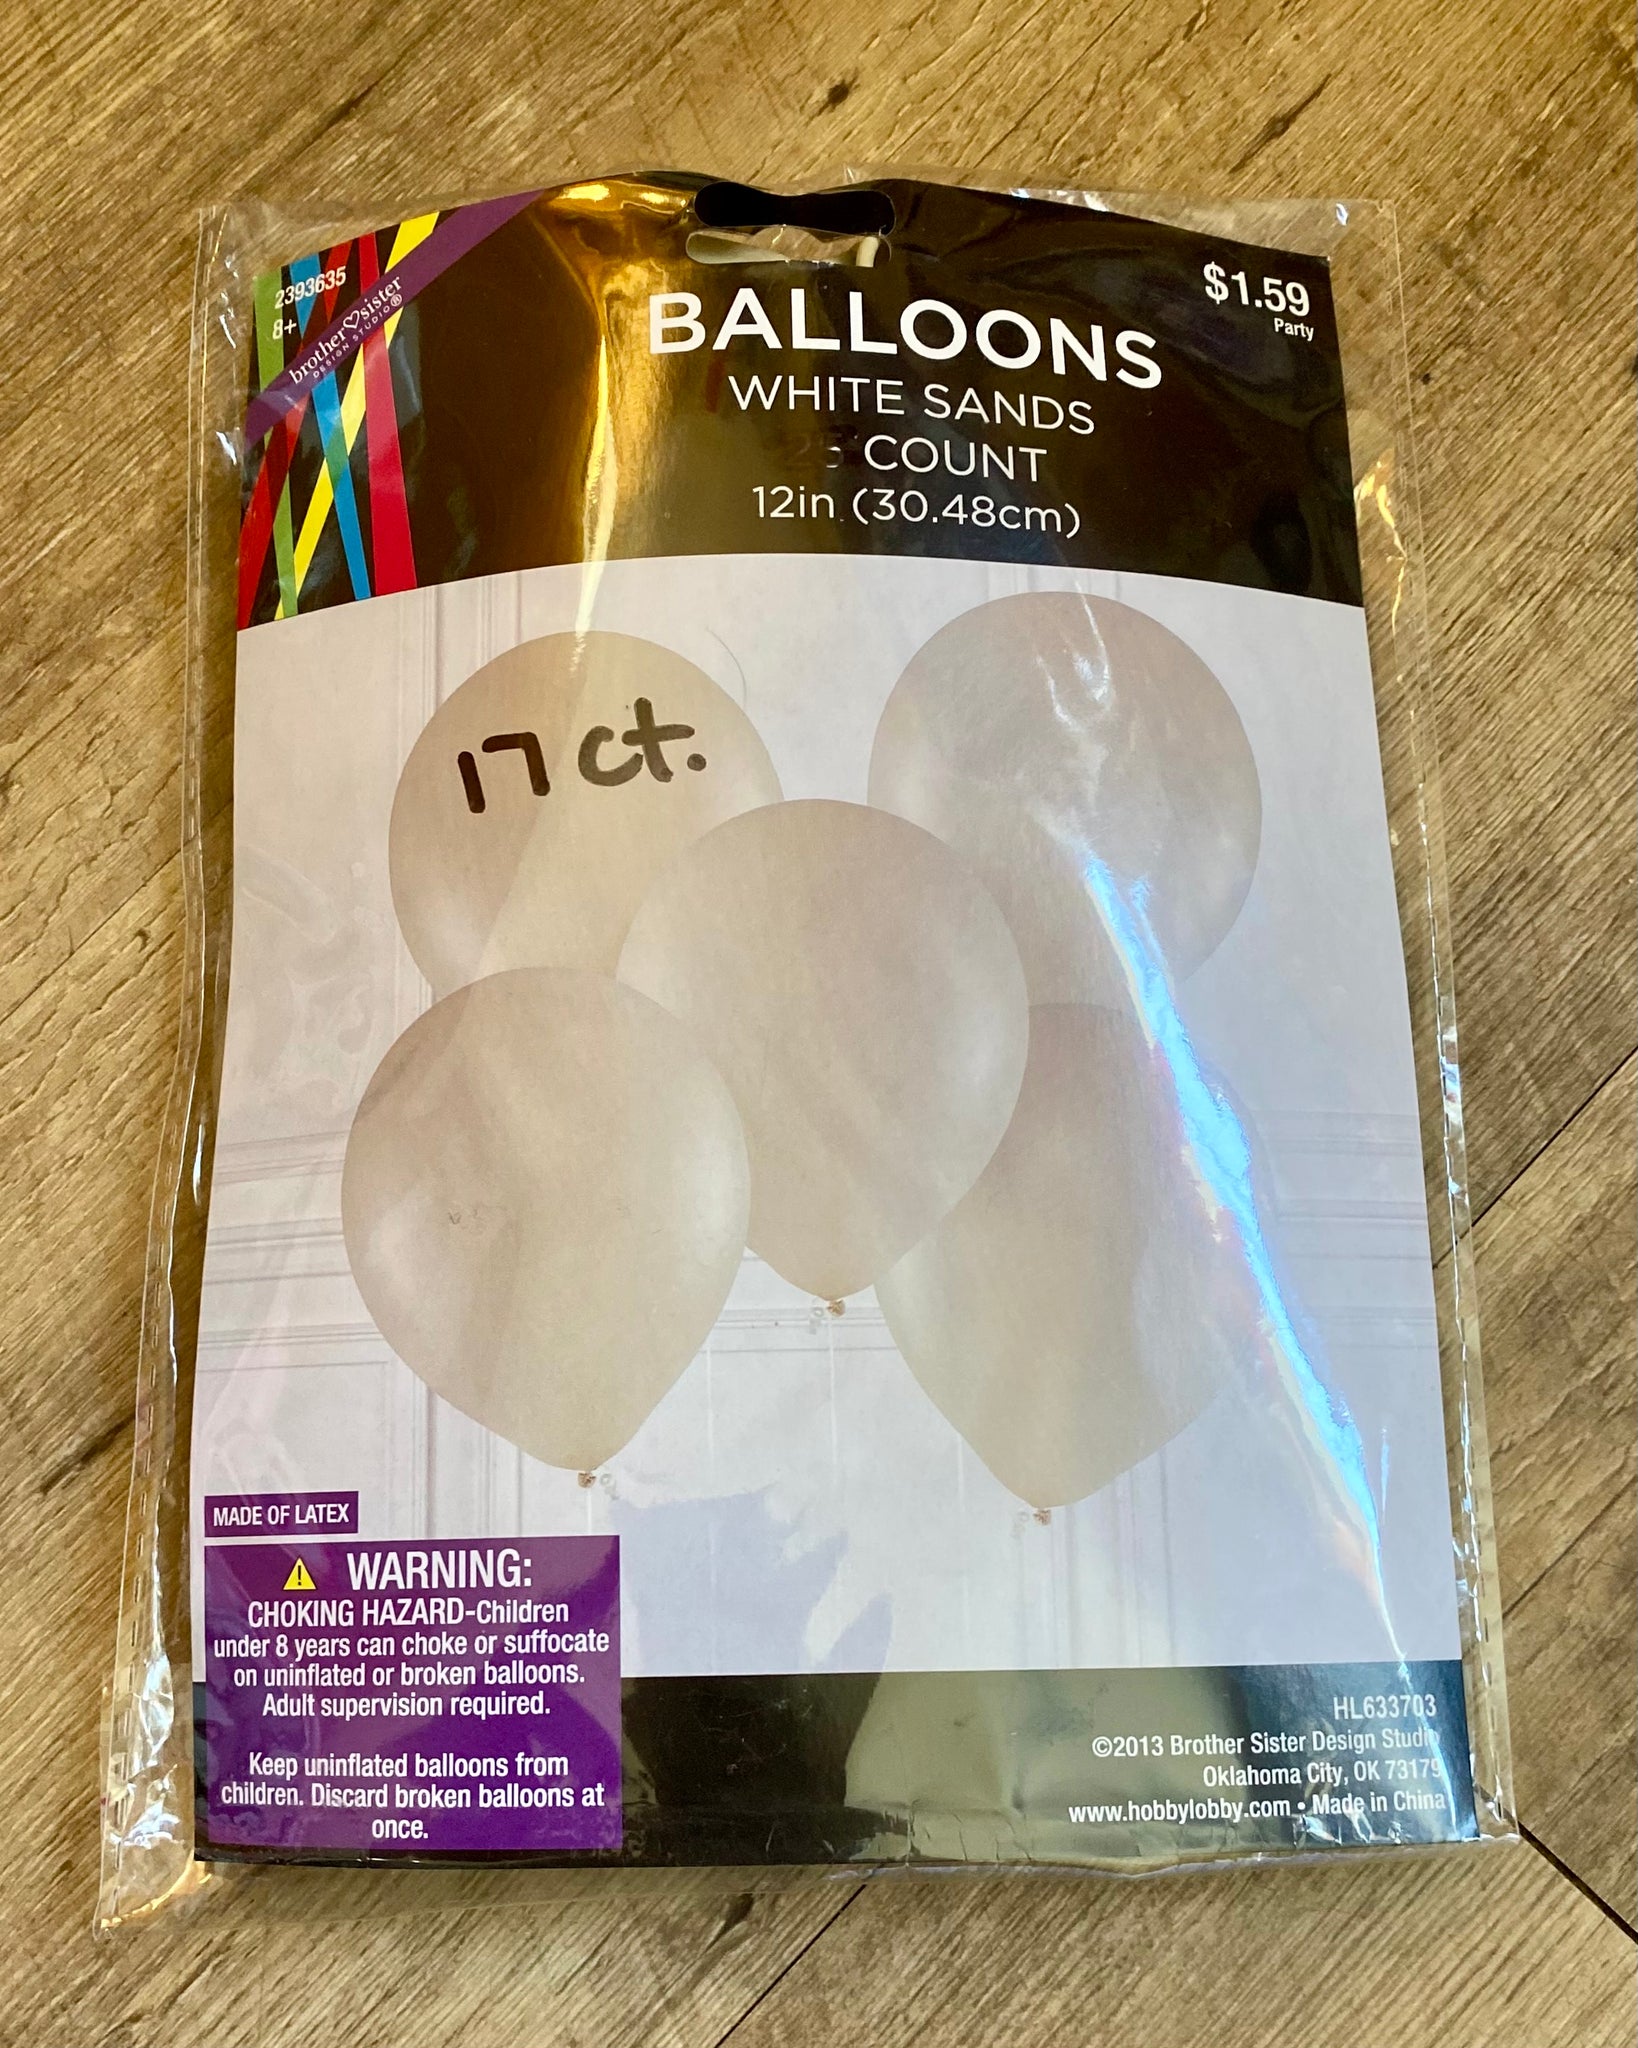 2393635
8+
brother♡sister
DESIGN STUDIO®
$1.59
Party
BALLOONS
WHITE SANDS
COUNT
12in (30.48cm)
17 ct.
MADE OF LATEX
⚠ WARNING:
CHOKING HAZARD-Children
under 8 years can choke or suffocate
on uninflated or broken balloons.
Adult supervision required.
Keep uninflated balloons from
children. Discard broken balloons at
once.
HL633703
©2013 Brother Sister Design Studio
Oklahoma City, OK 73179
www.hobbylobby.com • Made in China